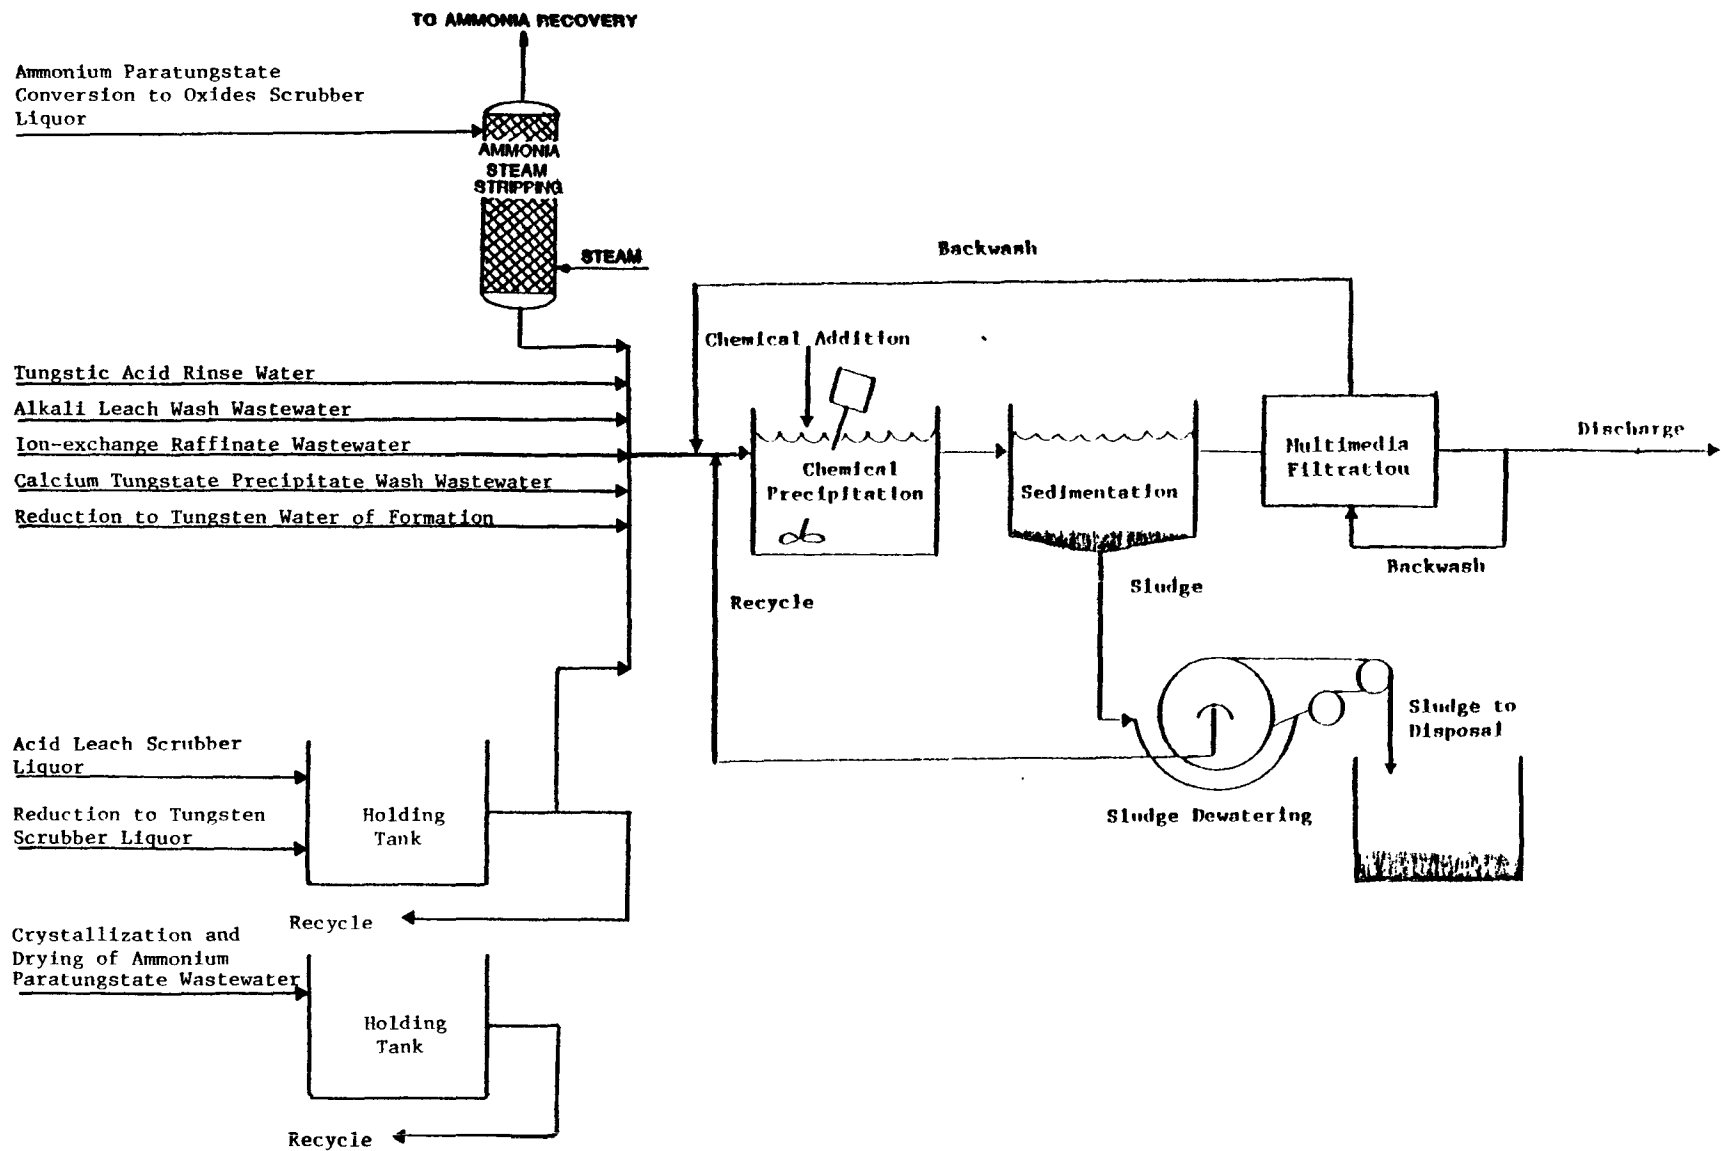 TO AMMONIA RECOVERY
Ammonium Paratungstate
Conversion to Oxides Scrubber
Liquor
AMMONIA
STEAM
STRIPPING
STEAM
Backwash
Chemical Addition
Tungstic Acid Rinse Water
Alkali Leach Wash Wastewater
Ion-exchange Raffinate Wastewater
Calcium Tungstate Precipitate Wash Wastewater
Reduction to Tungsten Water of Formation
Chemical
Precipitation
Sedimentation
Multimedia
Filtration
Discharge
Backwash
Sludge
Recycle
Sludge to
Disposal
Sludge Dewatering
Acid Leach Scrubber
Liquor
Reduction to Tungsten
Scrubber Liquor
Holding
Tank
Recycle
Crystallization and
Drying of Ammonium
Paratungstate Wastewater
Holding
Tank
Recycle